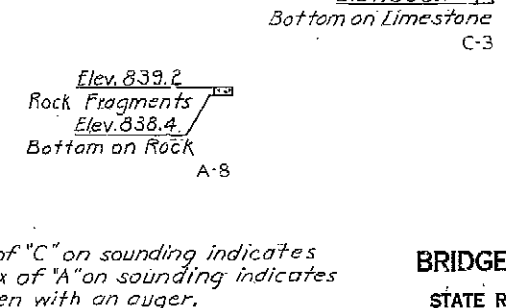 Bottom on Limestone
C-3
Elev. 839.2
Rock Fragments
Elev. 838.4
Bottom on Rock
A-8
of "C" on sounding indicates
x of "A" on sounding indicates
en with an auger.
BRIDGE
STATE R